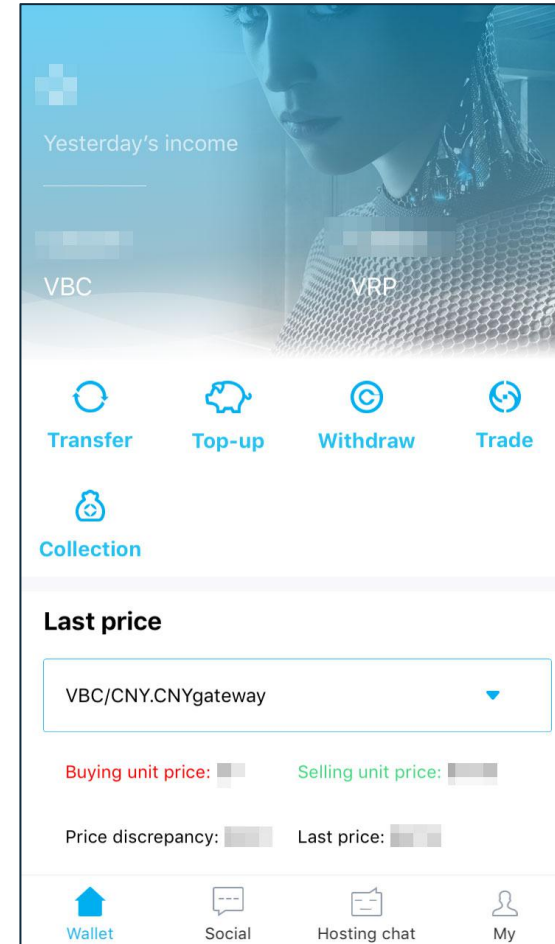 Yesterday's income
VBC VRP
Transfer Top-up Withdraw Trade
Collection
Last price
VBC/CNY.CNYgateway
Buying unit price: Selling unit price:
Price discrepancy: Last price:
Wallet Social Hosting chat My